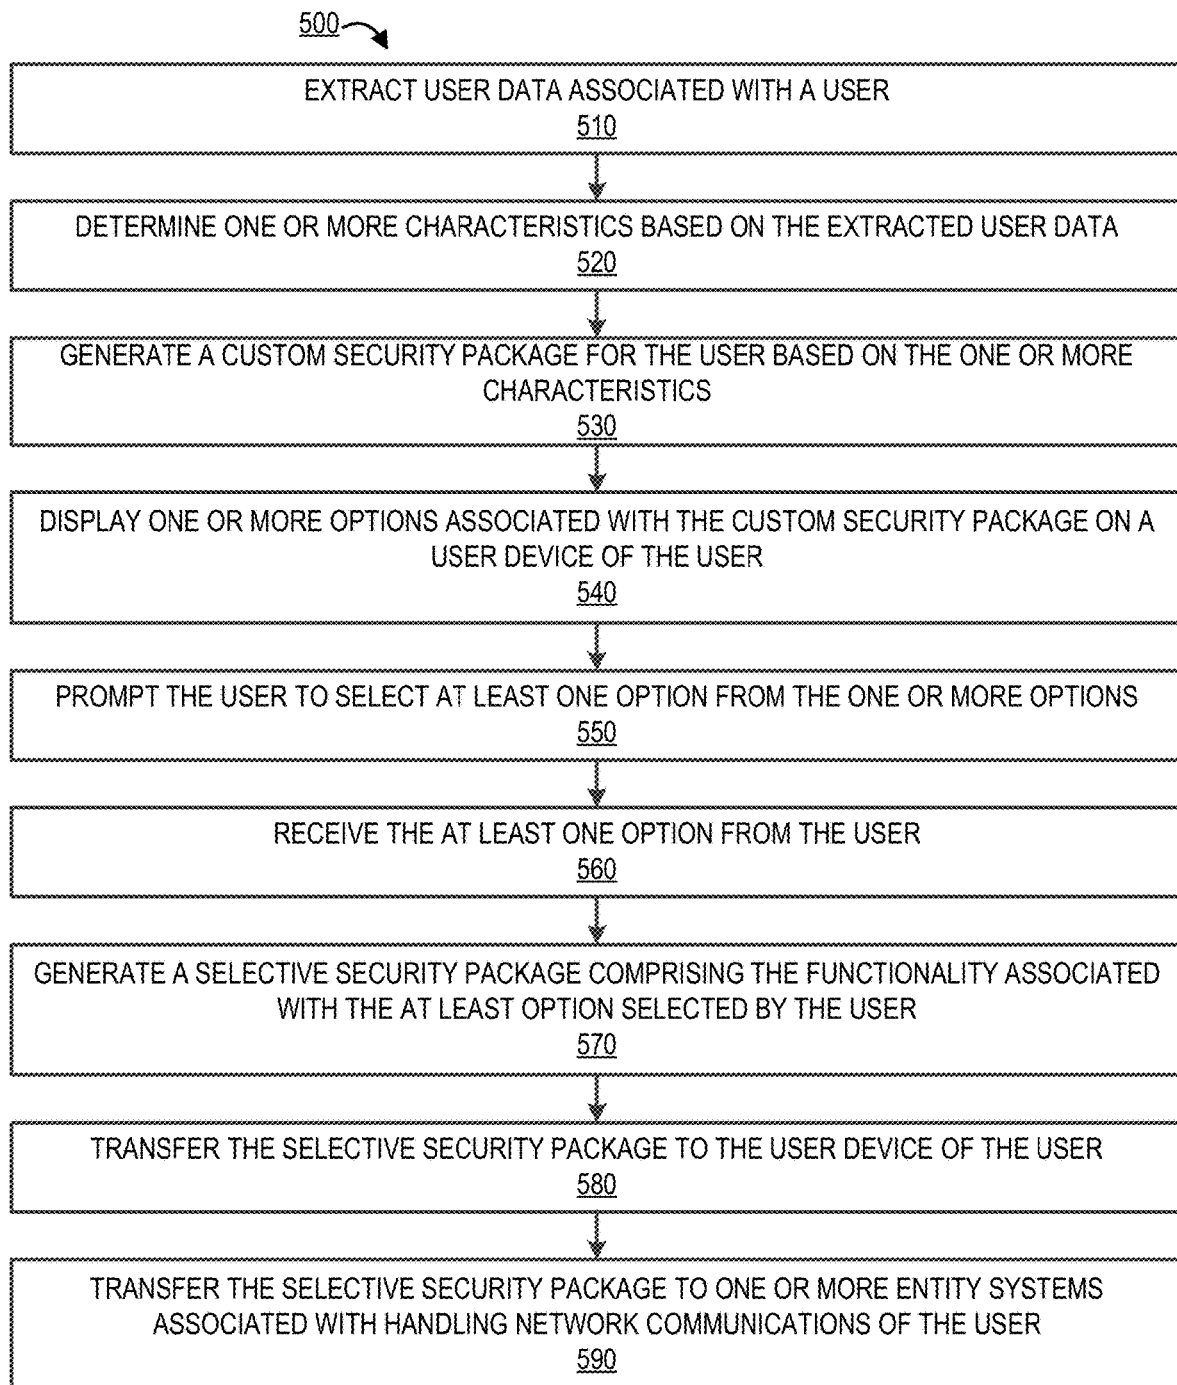 500
EXTRACT USER DATA ASSOCIATED WITH A USER
510
DETERMINE ONE OR MORE CHARACTERISTICS BASED ON THE EXTRACTED USER DATA
520
GENERATE A CUSTOM SECURITY PACKAGE FOR THE USER BASED ON THE ONE OR MORE
CHARACTERISTICS
530
DISPLAY ONE OR MORE OPTIONS ASSOCIATED WITH THE CUSTOM SECURITY PACKAGE ON A
USER DEVICE OF THE USER
540
PROMPT THE USER TO SELECT AT LEAST ONE OPTION FROM THE ONE OR MORE OPTIONS
550
RECEIVE THE AT LEAST ONE OPTION FROM THE USER
560
GENERATE A SELECTIVE SECURITY PACKAGE COMPRISING THE FUNCTIONALITY ASSOCIATED
WITH THE AT LEAST OPTION SELECTED BY THE USER
570
TRANSFER THE SELECTIVE SECURITY PACKAGE TO THE USER DEVICE OF THE USER
580
TRANSFER THE SELECTIVE SECURITY PACKAGE TO ONE OR MORE ENTITY SYSTEMS
ASSOCIATED WITH HANDLING NETWORK COMMUNICATIONS OF THE USER
590